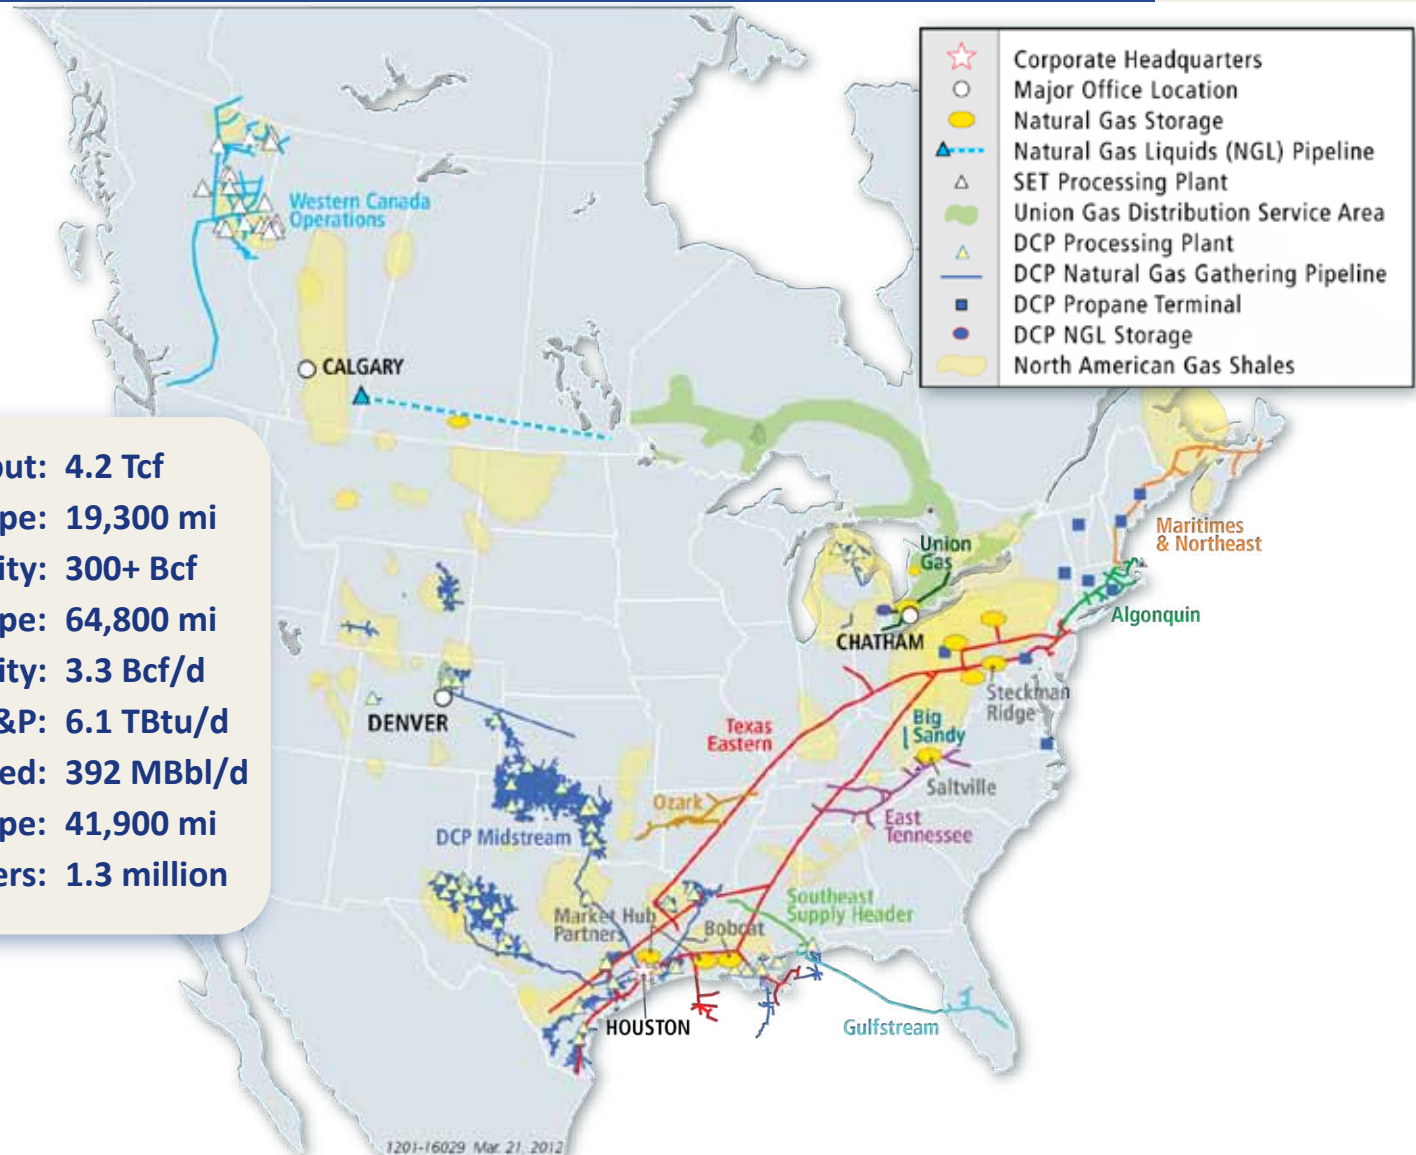 Corporate Headquarters
Major Office Location
Natural Gas Storage
Natural Gas Liquids (NGL) Pipeline
SET Processing Plant
Union Gas Distribution Service Area
DCP Processing Plant
DCP Natural Gas Gathering Pipeline
DCP Propane Terminal
DCP NGL Storage
North American Gas Shales
Western Canada
Operations
CALGARY
put: 4.2 Tcf
pe: 19,300 mi
ity: 300+ Bcf
pe: 64,800 mi
ity: 3.3 Bcf/d
&P: 6.1 TBtu/d
ed: 392 MBbl/d
pe: 41,900 mi
ers: 1.3 million
Maritimes
& Northeast
Union
Gas
Algonquin
CHATHAM
Steckman
Ridge
DENVER
Texas
Eastern
Big
Sandy
Saltville
Ozark
East
Tennessee
DCP Midstream
Southeast
Supply Header
Market Hub
Partners
Bobcat
HOUSTON
Gulfstream
1201-16029 Mar. 21, 2012